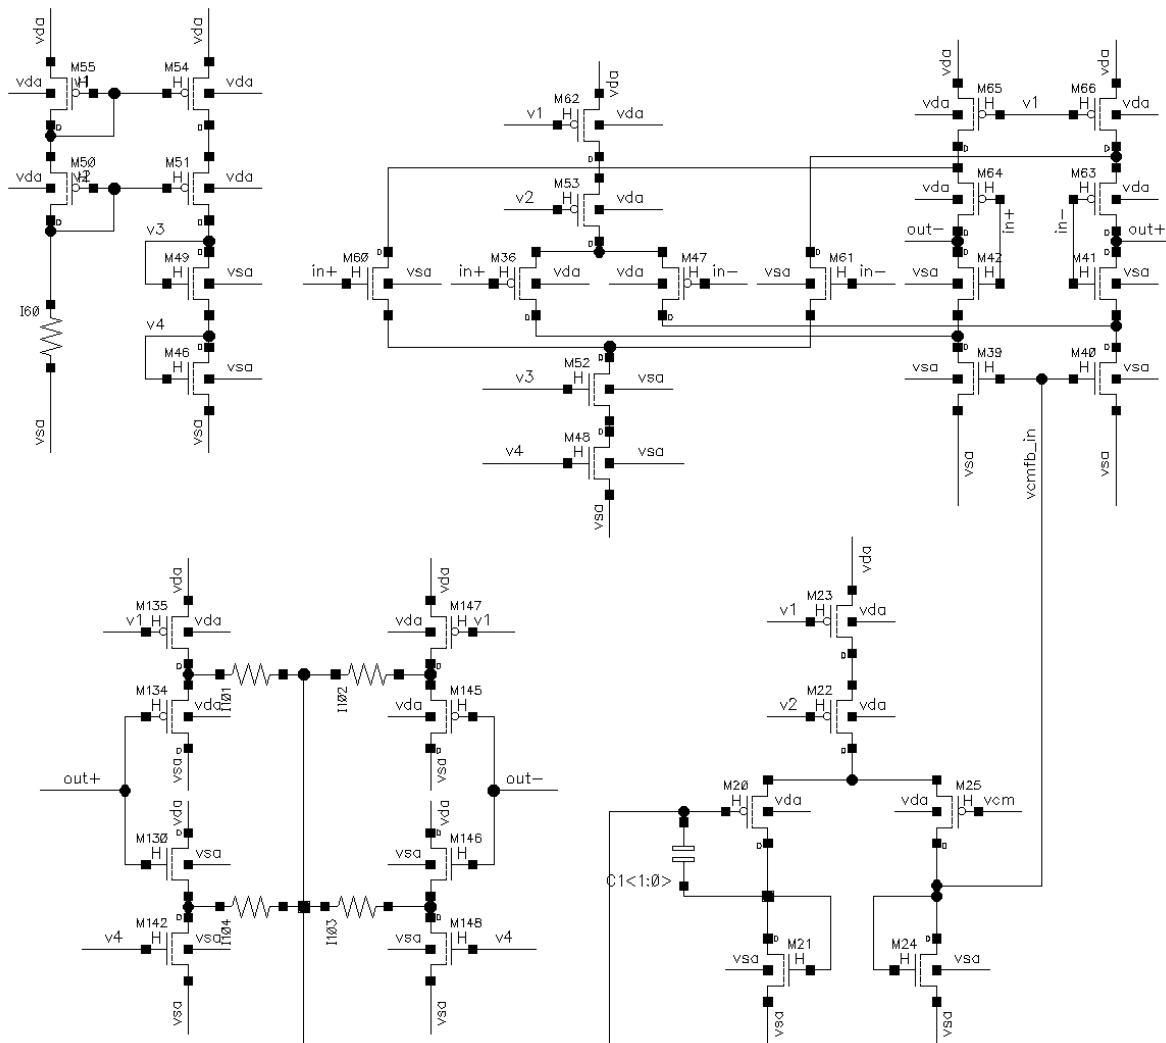 vda
vda
M55
v1
H
M54
H
vda
vda
M50
v2
H
M51
H
vda
vda
D
D
v3
M49
H
vsa
D
v4
M46
H
vsa
D
I60
vsa
vsa
vda
M62
v1
H
vda
D
M53
v2
H
vda
D
M60
in+
H
vsa
D
M36
in+
H
vda
D
M47
H
vda
in-
D
M61
H
vsa
in-
D
M52
v3
H
vsa
D
M48
v4
H
vsa
D
vsa
vda
vda
M65
vda
H
v1
M66
H
vda
D
D
M64
vda
H
in+
M63
H
vda
in-
D
D
out-
out+
M42
vsa
H
M41
H
vsa
D
D
M39
vsa
H
M40
H
vsa
D
D
vsa
vcmfb_in
vsa
vda
vda
M135
v1
H
vda
D
M147
vda
H
v1
D
I101
I102
M134
H
vda
D
M145
vda
H
D
vsa
vsa
out+
out-
vda
vda
M130
H
vsa
D
M146
vsa
H
D
I104
I103
M142
v4
H
vsa
D
M148
vsa
H
v4
D
vsa
vsa
vda
M23
v1
H
vda
D
M22
v2
H
vda
D
M20
H
vda
D
M25
vda
H
vcm
D
C1<1:0>
M21
vsa
H
D
M24
H
vsa
D
vsa
vsa